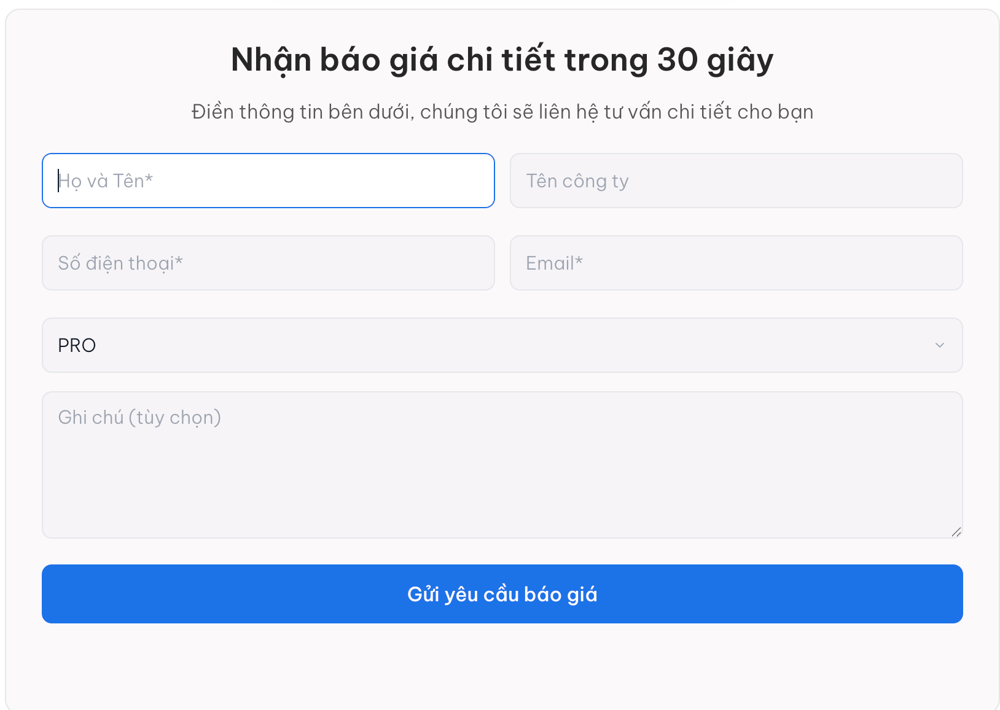 Nhận báo giá chi tiết trong 30 giây
Điền thông tin bên dưới, chúng tôi sẽ liên hệ tư vấn chi tiết cho bạn
Họ và Tên*
Tên công ty
Số điện thoại*
Email*
PRO
Ghi chú (tùy chọn)
Gửi yêu cầu báo giá